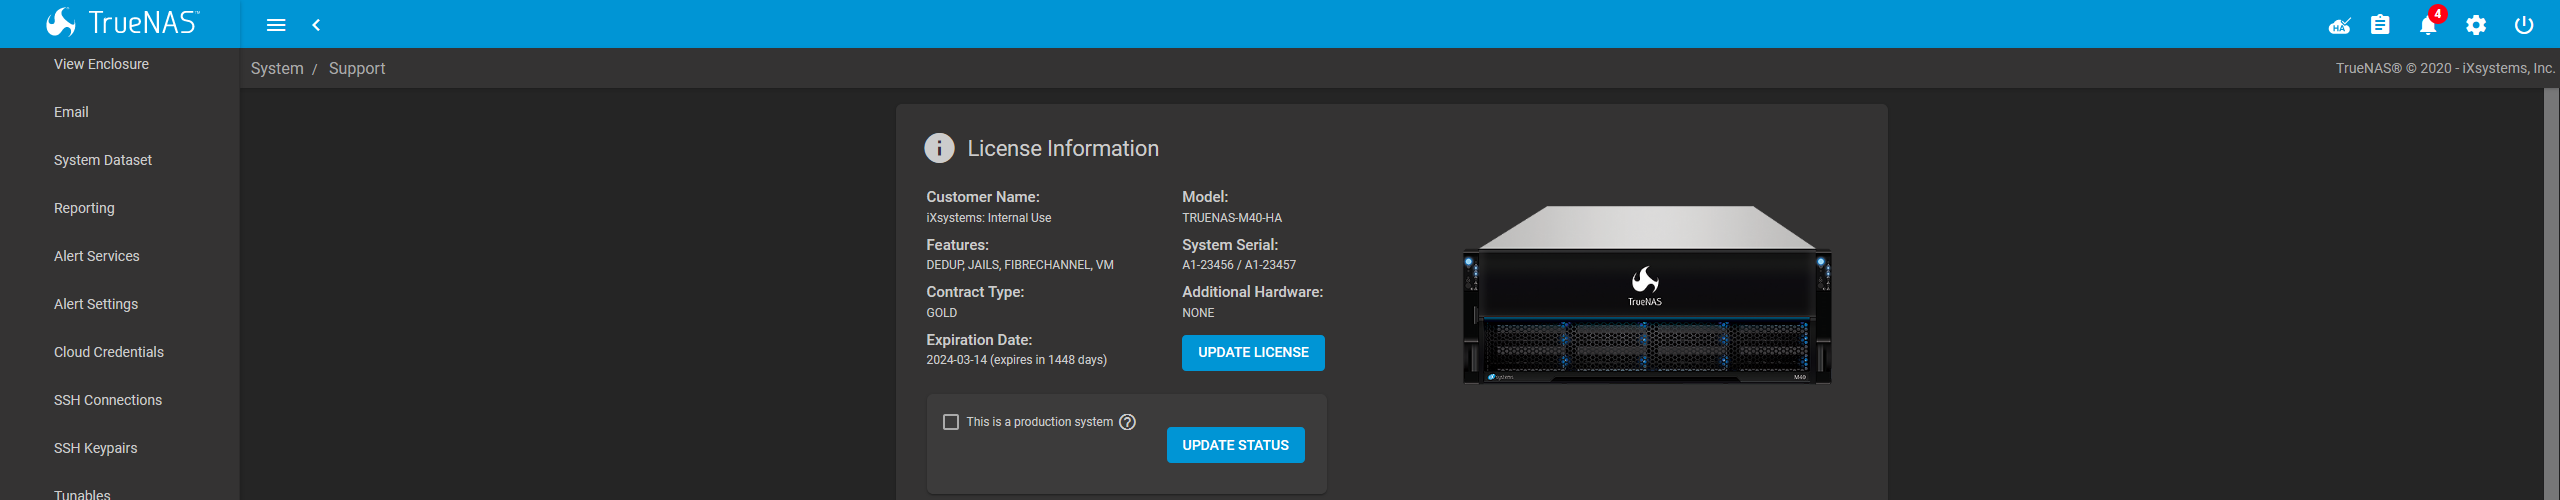 TrueNAS™
HA
4
View Enclosure
Email
System Dataset
Reporting
Alert Services
Alert Settings
Cloud Credentials
SSH Connections
SSH Keypairs
Tunables
System / Support
TrueNAS® © 2020 - iXsystems, Inc.
License Information
Customer Name:
iXsystems: Internal Use
Features:
DEDUP, JAILS, FIBRECHANNEL, VM
Contract Type:
GOLD
Expiration Date:
2024-03-14 (expires in 1448 days)
Model:
TRUENAS-M40-HA
System Serial:
A1-23456 / A1-23457
Additional Hardware:
NONE
UPDATE LICENSE
This is a production system
UPDATE STATUS
TrueNAS
M40